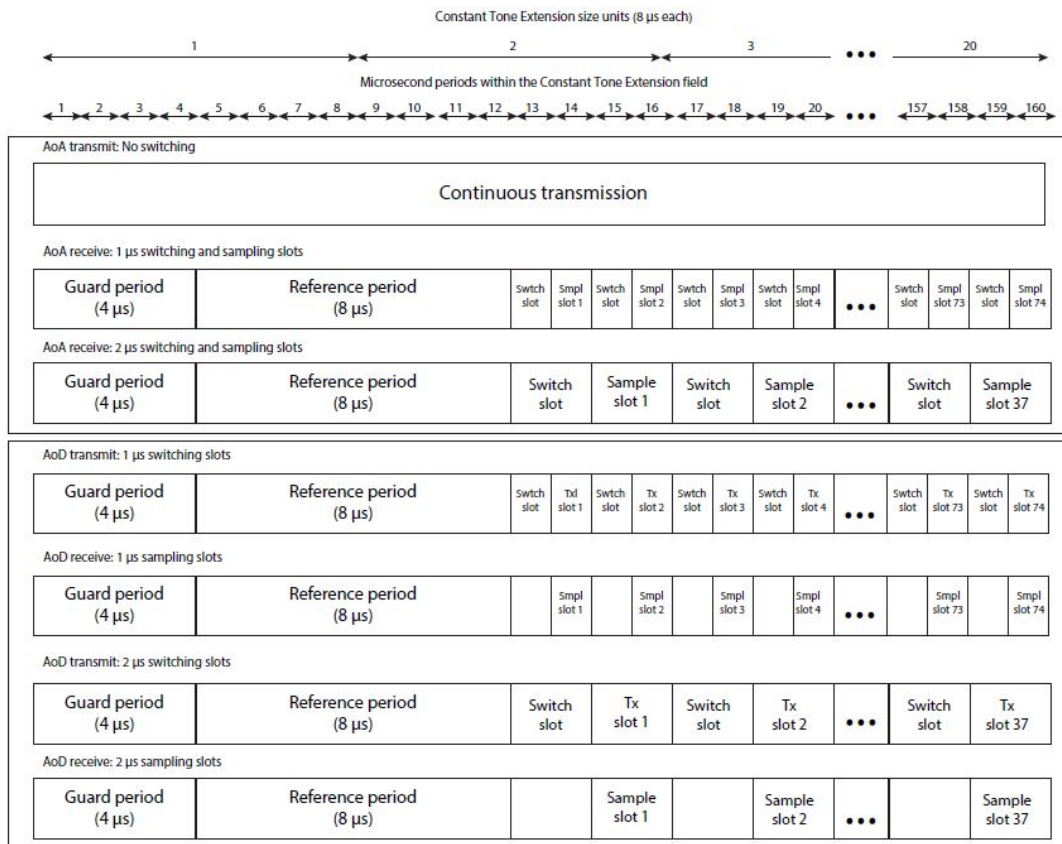 Constant Tone Extension size units (8 µs each)
1 2 3 ••• 20
Microsecond periods within the Constant Tone Extension field
1 2 3 4 5 6 7 8 9 10 11 12 13 14 15 16 17 18 19 20 ••• 157 158 159 160
AoA transmit: No switching
Continuous transmission
AoA receive: 1 µs switching and sampling slots
Guard period Reference period Swtch Smpl Swtch Smpl Swtch Smpl Swtch Smpl Swtch Smpl Swtch Smpl
(4 µs) (8 µs) slot slot 1 slot slot 2 slot slot 3 slot slot 4 ••• slot slot 73 slot slot 74
AoA receive: 2 µs switching and sampling slots
Guard period Reference period Switch Sample Switch Sample Switch Sample
(4 µs) (8 µs) slot slot 1 slot slot 2 ••• slot slot 37
AoD transmit: 1 µs switching slots
Guard period Reference period Swtch Txl Swtch Tx Swtch Tx Swtch Tx Swtch Tx Swtch Tx
(4 µs) (8 µs) slot slot 1 slot slot 2 slot slot 3 slot slot 4 ••• slot slot 73 slot slot 74
AoD receive: 1 µs sampling slots
Guard period Reference period Smpl Smpl Smpl Smpl Smpl Smpl
(4 µs) (8 µs) slot 1 slot 2 slot 3 slot 4 ••• slot 73 slot 74
AoD transmit: 2 µs switching slots
Guard period Reference period Switch Tx Switch Tx Switch Tx
(4 µs) (8 µs) slot slot 1 slot slot 2 ••• slot slot 37
AoD receive: 2 µs sampling slots
Guard period Reference period Sample Sample Sample
(4 µs) (8 µs) slot 1 slot 2 ••• slot 37